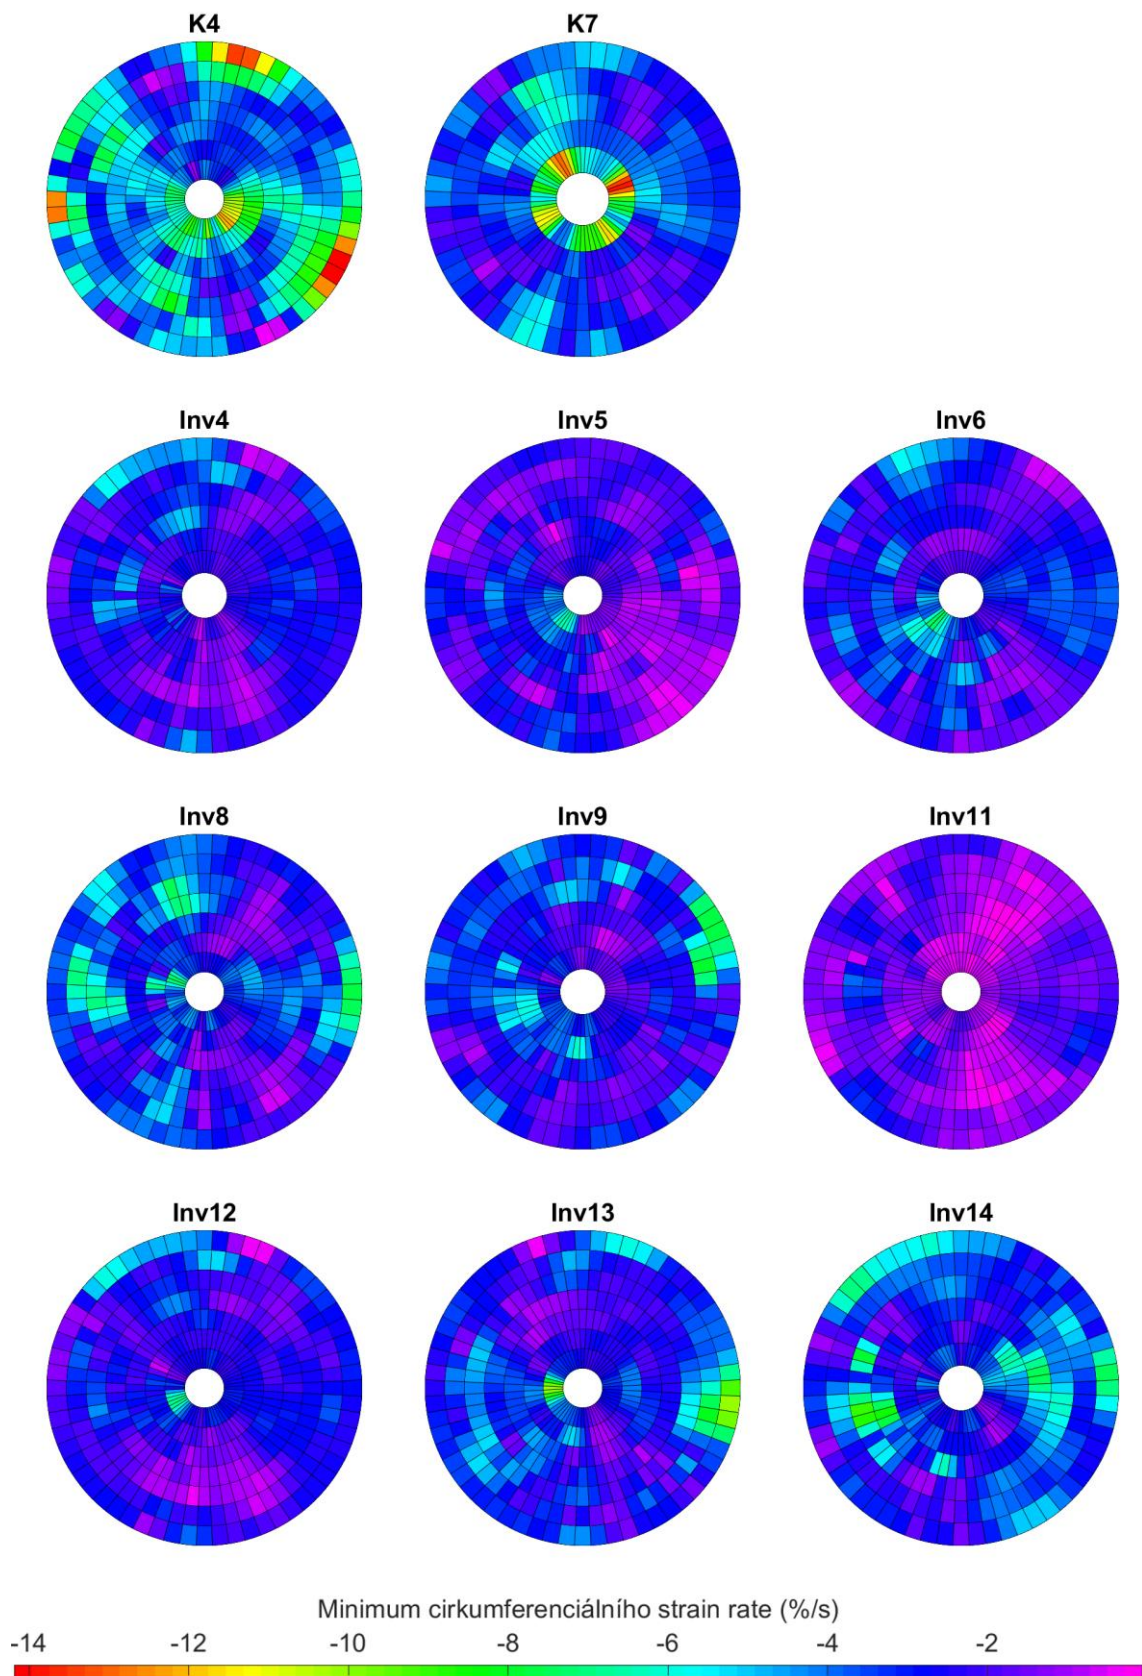 K4 K7
Inv4 Inv5 Inv6
Inv8 Inv9 Inv11
Inv12 Inv13 Inv14
Minimum cirkumferenciálního strain rate (%/s)
-14 -12 -10 -8 -6 -4 -2